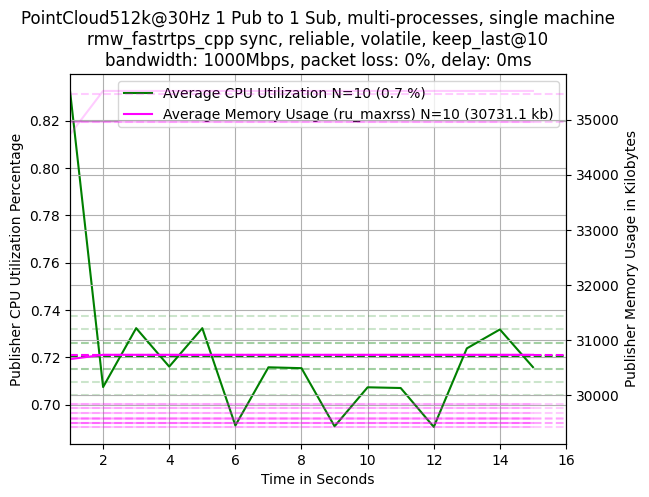 PointCloud512k@30Hz 1 Pub to 1 Sub, multi-processes, single machine
rmw_fastrtps_cpp sync, reliable, volatile, keep_last@10
bandwidth: 1000Mbps, packet loss: 0%, delay: 0ms
Average CPU Utilization N=10 (0.7 %)
Average Memory Usage (ru_maxrss) N=10 (30731.1 kb)
Publisher CPU Utilization Percentage
0.82
0.80
0.78
0.76
0.74
0.72
0.70
35000
34000
33000
32000
31000
30000
Publisher Memory Usage in Kilobytes
2 4 6 8 10 12 14 16
Time in Seconds